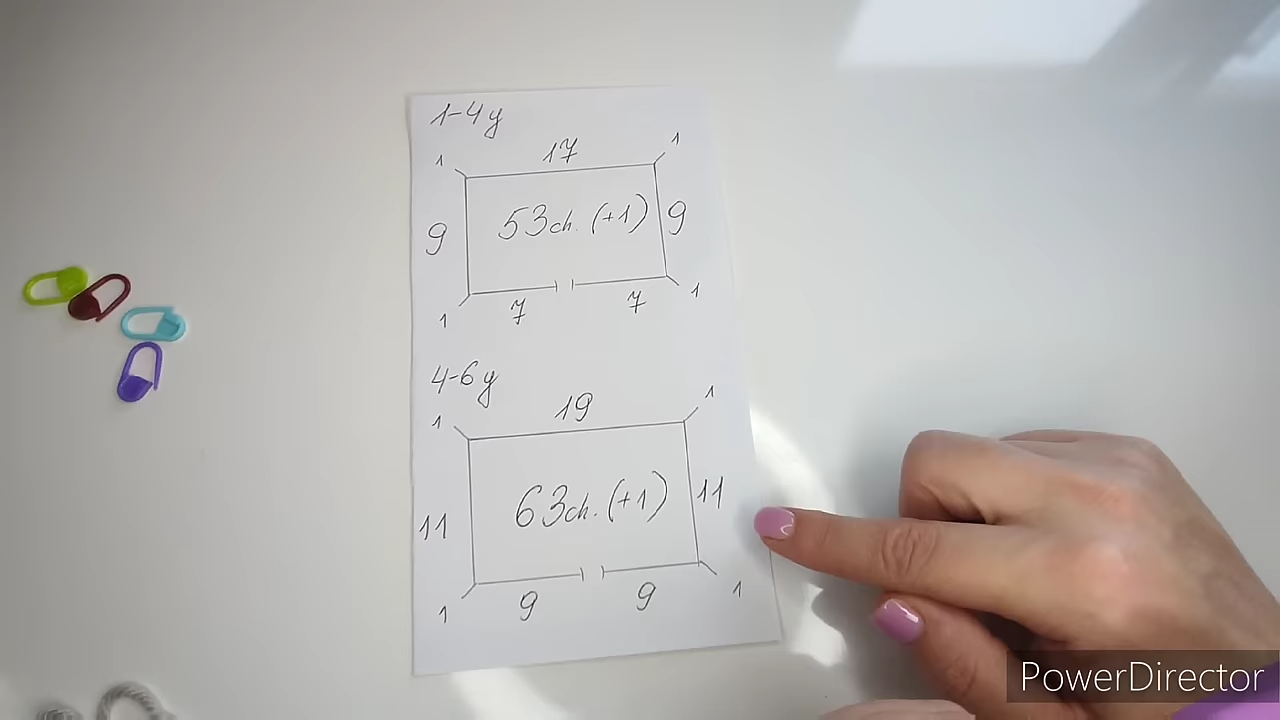 1-4y
1 17 1
9 53ch. (+1) 9
1 7 7 1
4-6y
1 19 1
11 63ch. (+1) 11
1 9 9 1
PowerDirector